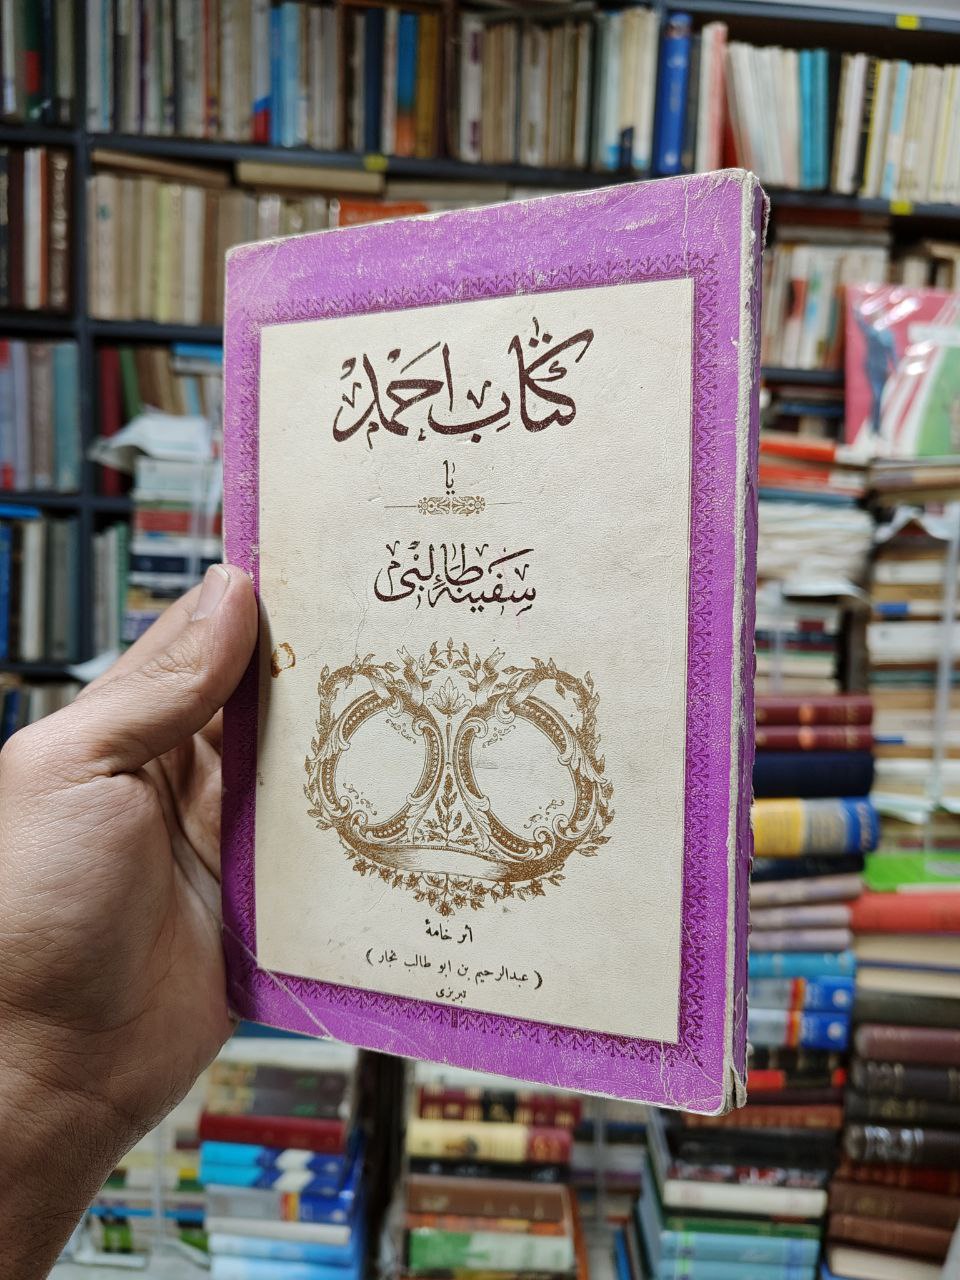 کتاب احمد
یا
سفینهٔ طالبی
اثر خامهٔ
( عبدالرحیم بن ابو طالب نجار )
تبریزی